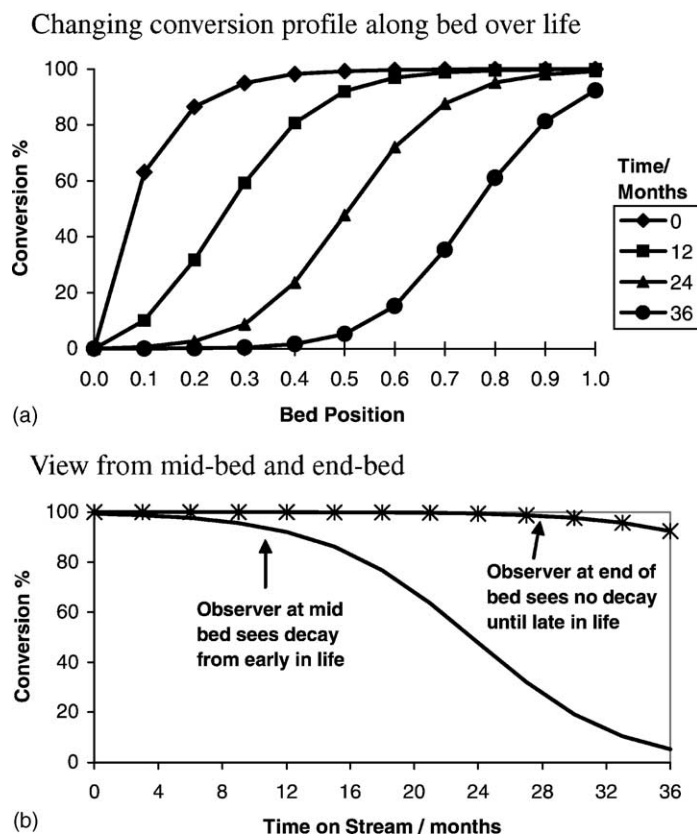 Changing conversion profile along bed over life
100
80
60
40
20
0
Conversion %
0.0 0.1 0.2 0.3 0.4 0.5 0.6 0.7 0.8 0.9 1.0
Bed Position
Time/
Months
0
12
24
36
(a)
View from mid-bed and end-bed
100
80
60
40
20
0
Conversion %
Observer at mid
bed sees decay
from early in life
Observer at end of
bed sees no decay
until late in life
0 4 8 12 16 20 24 28 32 36
Time on Stream / months
(b)